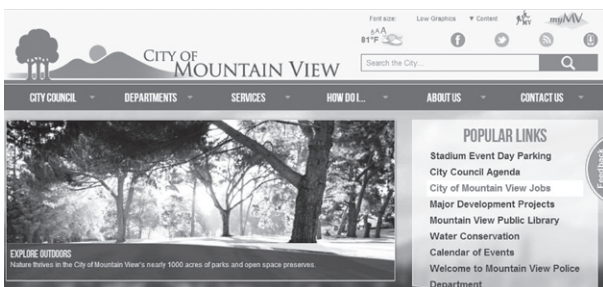 Font size: Low Graphics ▼ Content myMV
AAA
81°F
CITY OF
MOUNTAIN VIEW
Search the City...
CITY COUNCIL DEPARTMENTS SERVICES HOW DO I... ABOUT US CONTACT US
POPULAR LINKS
Stadium Event Day Parking
City Council Agenda
City of Mountain View Jobs
Major Development Projects
Mountain View Public Library
Water Conservation
Calendar of Events
Welcome to Mountain View Police
Department
Feedback
EXPLORE OUTDOORS
Nature thrives in the City of Mountain View's nearly 1000 acres of parks and open space preserves.